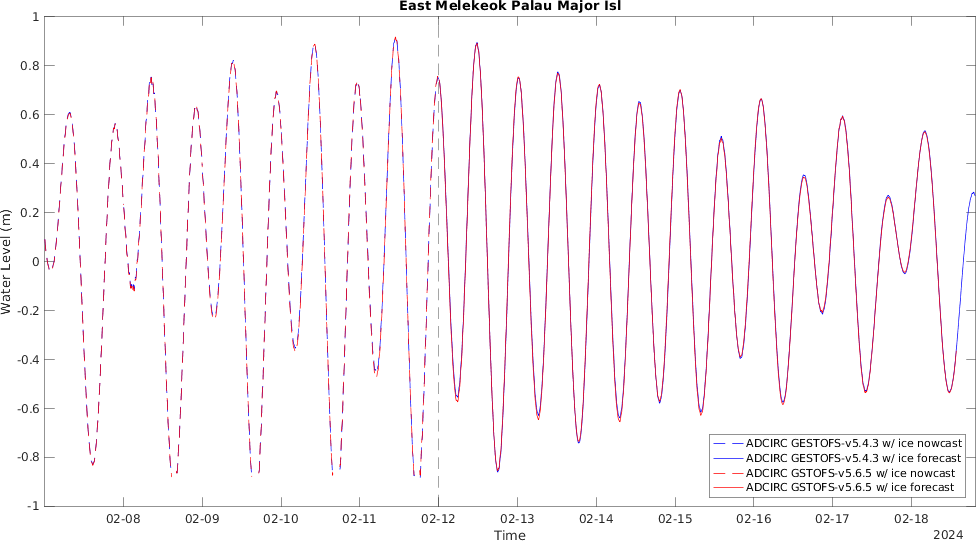 East Melekeok Palau Major Isl
1
0.8
0.6
0.4
0.2
0
-0.2
-0.4
-0.6
-0.8
-1
Water Level (m)
ADCIRC GESTOFS-v5.4.3 w/ ice nowcast
ADCIRC GESTOFS-v5.4.3 w/ ice forecast
ADCIRC GSTOFS-v5.6.5 w/ ice nowcast
ADCIRC GSTOFS-v5.6.5 w/ ice forecast
02-08 02-09 02-10 02-11 02-12 02-13 02-14 02-15 02-16 02-17 02-18
Time
2024